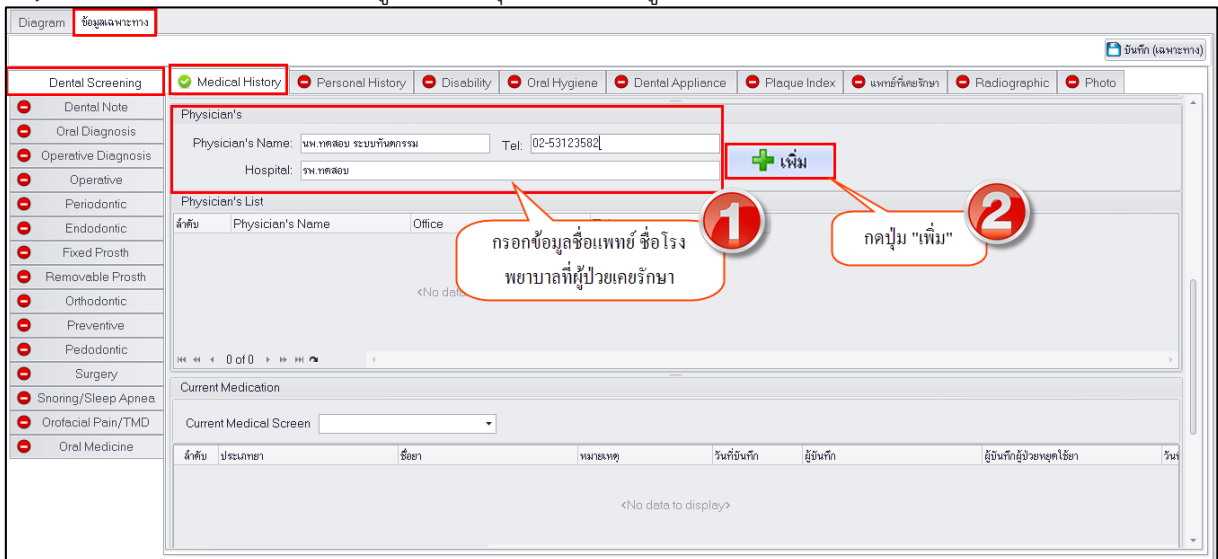 Diagram ข้อมูลเฉพาะทาง
บันทึก (เฉพาะทาง)
Dental Screening
Dental Note
Oral Diagnosis
Operative Diagnosis
Operative
Periodontic
Endodontic
Fixed Prosth
Removable Prosth
Orthodontic
Preventive
Pedodontic
Surgery
Snoring/Sleep Apnea
Orofacial Pain/TMD
Oral Medicine
Medical History Personal History Disability Oral Hygiene Dental Appliance Plaque Index แพทย์ที่เคยรักษา Radiographic Photo
Physician's
Physician's Name: นพ.ทดสอบ ระบบทันตกรรม Tel: 02-53123582
Hospital: รพ.ทดสอบ
เพิ่ม
Physician's List
ลำดับ Physician's Name Office
1
กรอกข้อมูลชื่อแพทย์ ชื่อโรง
พยาบาลที่ผู้ป่วยเคยรักษา
2
กดปุ่ม "เพิ่ม"
<No data
0 of 0
Current Medication
Current Medical Screen
ลำดับ ประเภทยา ชื่อยา หมายเหตุ วันที่บันทึก ผู้บันทึก ผู้บันทึกผู้ป่วยหยุดใช้ยา
<No data to display>